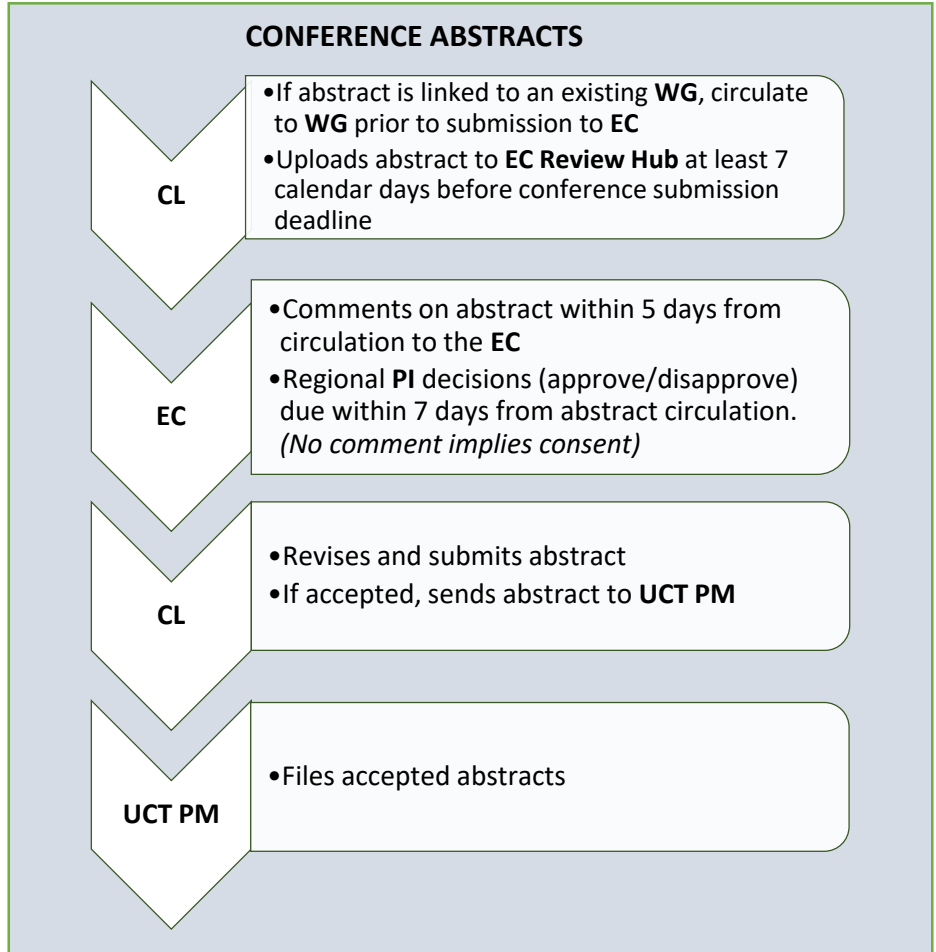 CONFERENCE ABSTRACTS
CL
•If abstract is linked to an existing WG, circulate
to WG prior to submission to EC
•Uploads abstract to EC Review Hub at least 7
calendar days before conference submission
deadline
EC
•Comments on abstract within 5 days from
circulation to the EC
•Regional PI decisions (approve/disapprove)
due within 7 days from abstract circulation.
(No comment implies consent)
CL
•Revises and submits abstract
•If accepted, sends abstract to UCT PM
UCT PM
•Files accepted abstracts